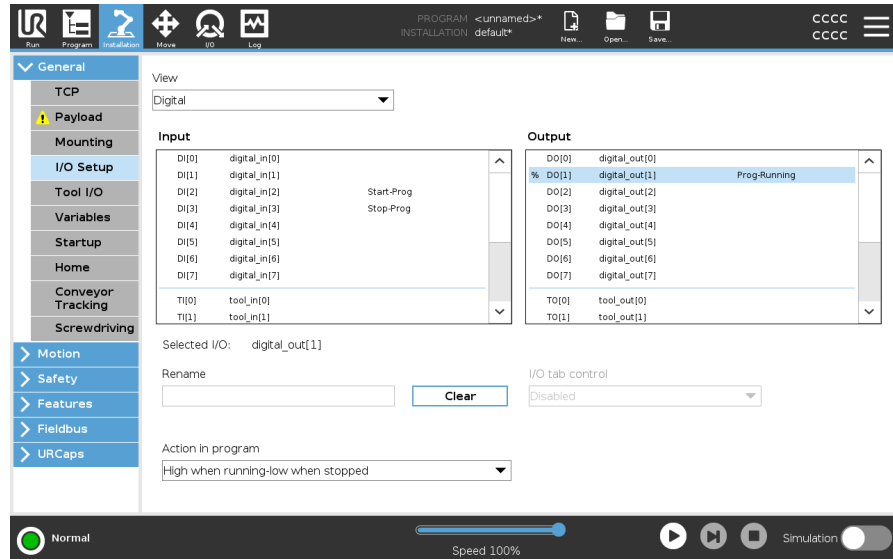 UR
PROGRAM <unnamed>*
INSTALLATION default*
CCCC
CCCC
Run Program Installation Move I/O Log New... Open... Save...
General
TCP
Payload
Mounting
I/O Setup
Tool I/O
Variables
Startup
Home
Conveyor
Tracking
Screwdriving
Motion
Safety
Features
Fieldbus
URCaps
View
Digital
Input
DI[0] digital_in[0]
DI[1] digital_in[1]
DI[2] digital_in[2] Start-Prog
DI[3] digital_in[3] Stop-Prog
DI[4] digital_in[4]
DI[5] digital_in[5]
DI[6] digital_in[6]
DI[7] digital_in[7]
TI[0] tool_in[0]
TI[1] tool_in[1]
Output
DO[0] digital_out[0]
% DO[1] digital_out[1] Prog-Running
DO[2] digital_out[2]
DO[3] digital_out[3]
DO[4] digital_out[4]
DO[5] digital_out[5]
DO[6] digital_out[6]
DO[7] digital_out[7]
TO[0] tool_out[0]
TO[1] tool_out[1]
Selected I/O: digital_out[1]
Rename
Clear
I/O tab control
Disabled
Action in program
High when running-low when stopped
Normal
Speed 100%
Simulation